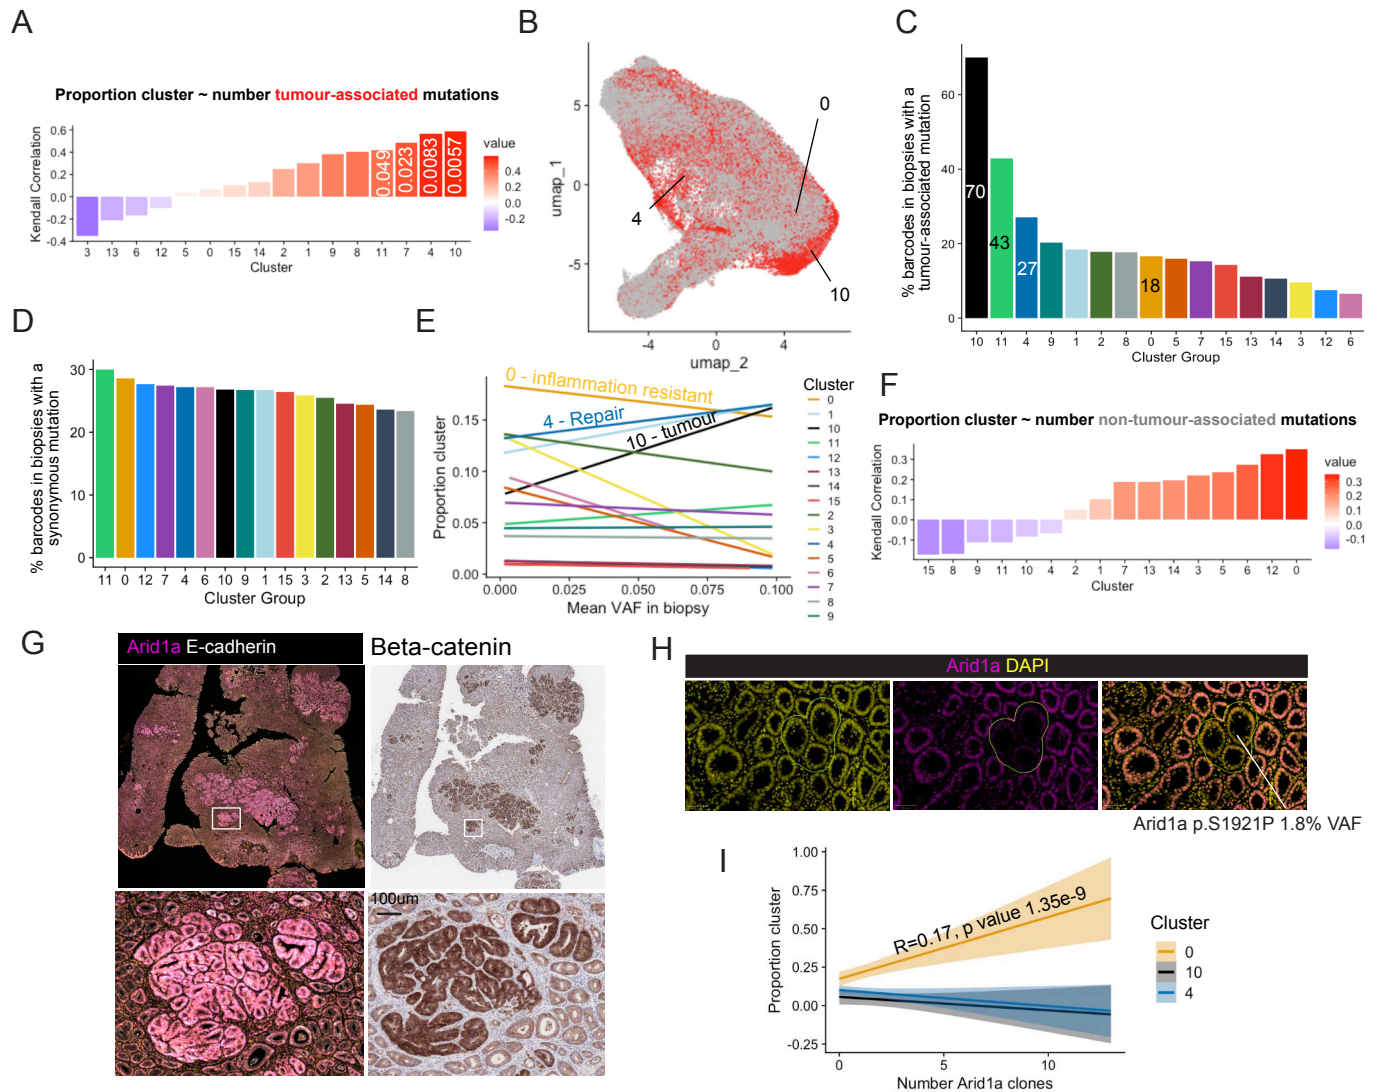 A
Proportion cluster ~ number tumour-associated mutations
Kendall Correlation
0.6
0.4
0.2
0.0
-0.2
-0.4
0.049
0.023
0.0083
0.0057
3 13 6 12 5 0 15 14 2 1 9 8 11 7 4 10
Cluster
value
0.4
0.2
0.0
-0.2
B
umap_1
5
0
-5
0
4
10
-4 0 4
umap_2
C
% barcodes in biopsies with a
tumour-associated mutation
60
40
20
0
70
43
27
18
10 11 4 9 1 2 8 0 5 7 15 13 14 3 12 6
Cluster Group
D
% barcodes in biopsies with a
synonymous mutation
30
20
10
0
11 0 12 7 4 6 10 9 1 15 3 2 13 5 14 8
Cluster Group
E
Proportion cluster
0.15
0.10
0.05
0.00
0 - inflammation resistant
4 - Repair
10 - tumour
0.000 0.025 0.050 0.075 0.100
Mean VAF in biopsy
Cluster
0
1
10
11
12
13
14
15
2
3
4
5
6
7
8
9
F
Proportion cluster ~ number non-tumour-associated mutations
Kendall Correlation
0.3
0.2
0.1
0.0
-0.1
15 8 9 11 10 4 2 1 7 13 14 3 5 6 12 0
Cluster
value
0.3
0.2
0.1
0.0
-0.1
G
Arid1a E-cadherin
Beta-catenin
100um
H
Arid1a DAPI
Arid1a p.S1921P 1.8% VAF
I
Proportion cluster
1.00
0.75
0.50
0.25
0.00
-0.25
R=0.17, p value 1.35e-9
0 5 10
Number Arid1a clones
Cluster
0
10
4